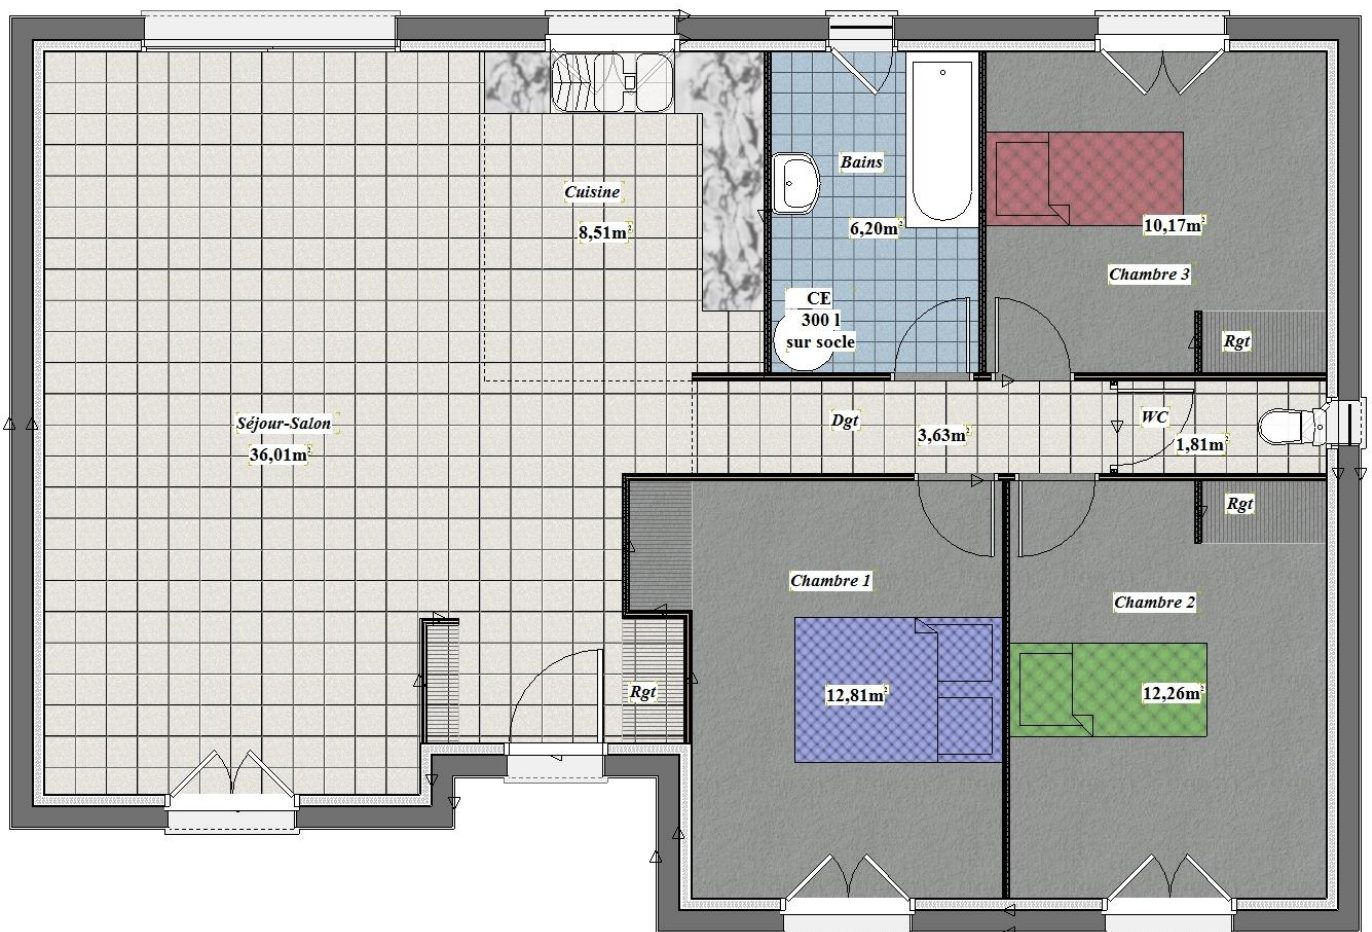 Cuisine
8,51m²
Bains
6,20m²
10,17m²
Chambre 3
CE
300 l
sur socle
Rgt
Séjour-Salon
36,01m²
Dgt
3,63m²
WC
1,81m²
Rgt
Chambre 1
Chambre 2
Rgt
12,81m²
12,26m²